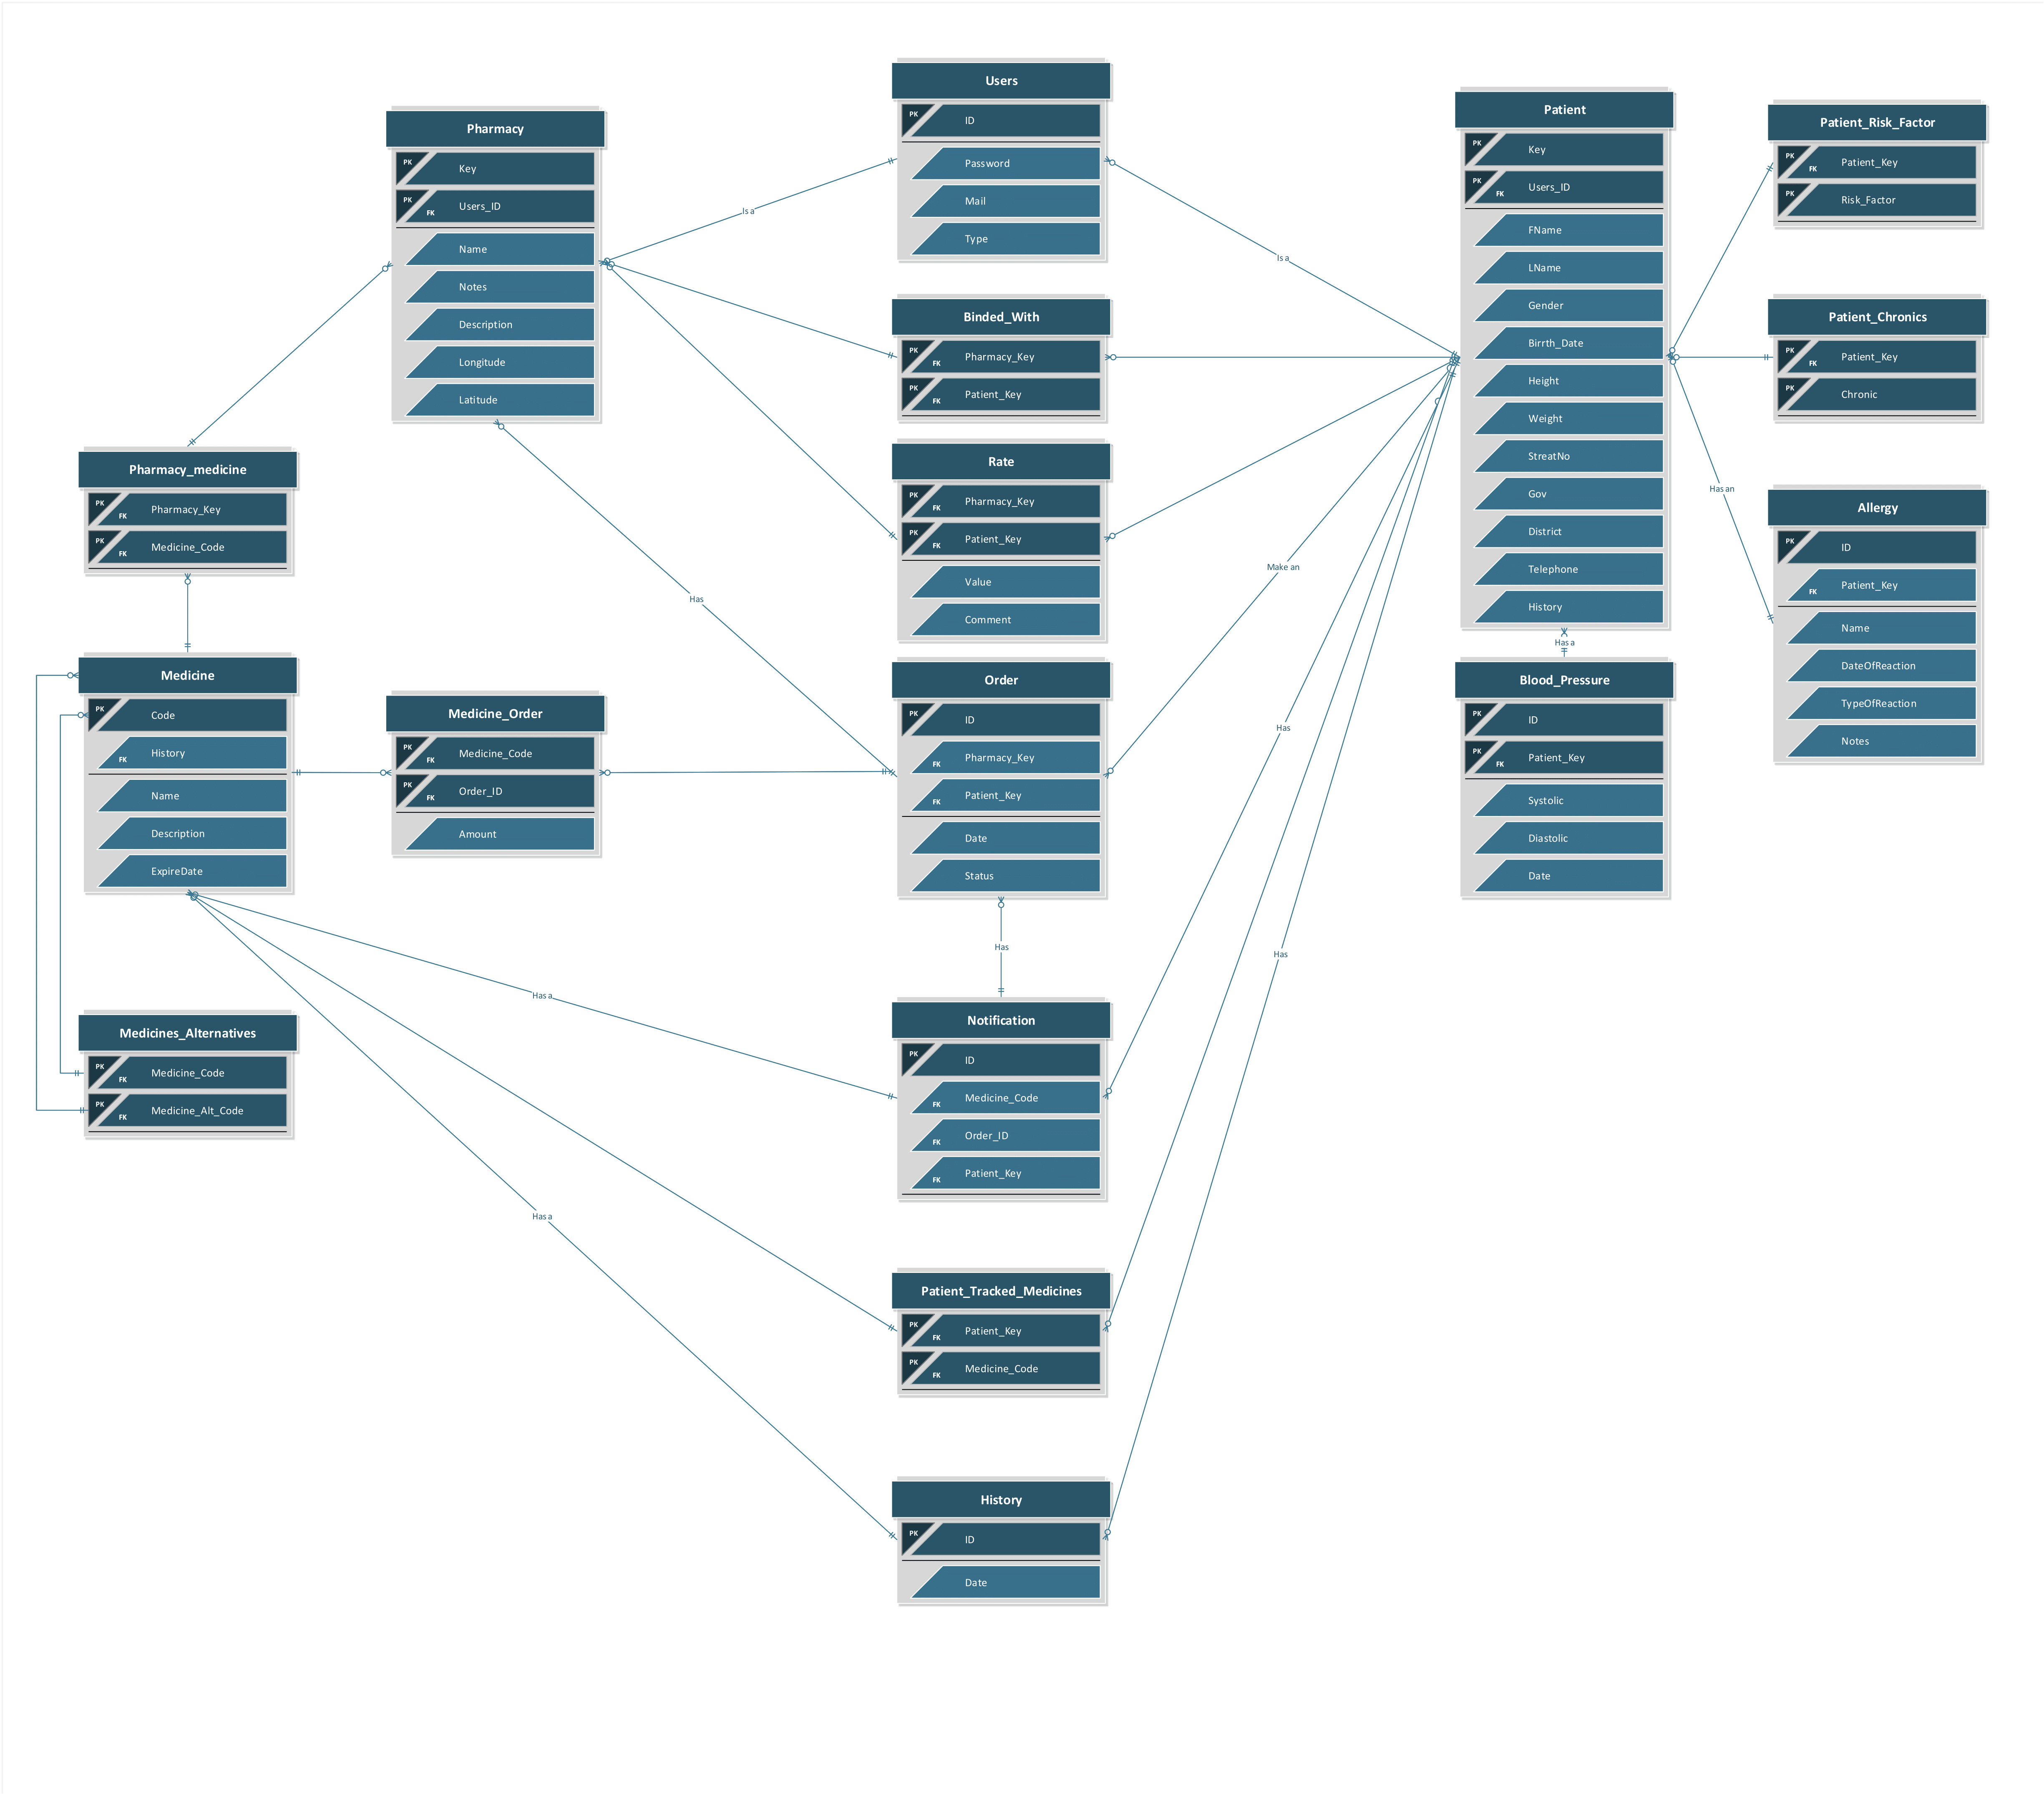 Users
PK
ID
Password
Mail
Type
Pharmacy
PK
Key
PK
FK
Users_ID
Name
Notes
Description
Longitude
Latitude
Patient
PK
Key
PK
FK
Users_ID
FName
LName
Gender
Birrth_Date
Height
Weight
StreatNo
Gov
District
Telephone
History
Patient_Risk_Factor
PK
FK
Patient_Key
PK
Risk_Factor
Is a
Is a
Binded_With
PK
FK
Pharmacy_Key
PK
FK
Patient_Key
Patient_Chronics
PK
FK
Patient_Key
PK
Chronic
Pharmacy_medicine
PK
FK
Pharmacy_Key
PK
FK
Medicine_Code
Rate
PK
FK
Pharmacy_Key
PK
FK
Patient_Key
Value
Comment
Has an
Allergy
PK
ID
FK
Patient_Key
Name
DateOfReaction
TypeOfReaction
Notes
Has
Make an
Has a
Medicine
PK
Code
FK
History
Name
Description
ExpireDate
Medicine_Order
PK
FK
Medicine_Code
PK
FK
Order_ID
Amount
Order
PK
ID
FK
Pharmacy_Key
FK
Patient_Key
Date
Status
Has
Blood_Pressure
PK
ID
PK
FK
Patient_Key
Systolic
Diastolic
Date
Has
Has
Has a
Medicines_Alternatives
PK
FK
Medicine_Code
PK
FK
Medicine_Alt_Code
Notification
PK
ID
FK
Medicine_Code
FK
Order_ID
FK
Patient_Key
Has a
Patient_Tracked_Medicines
PK
FK
Patient_Key
PK
FK
Medicine_Code
History
PK
ID
Date